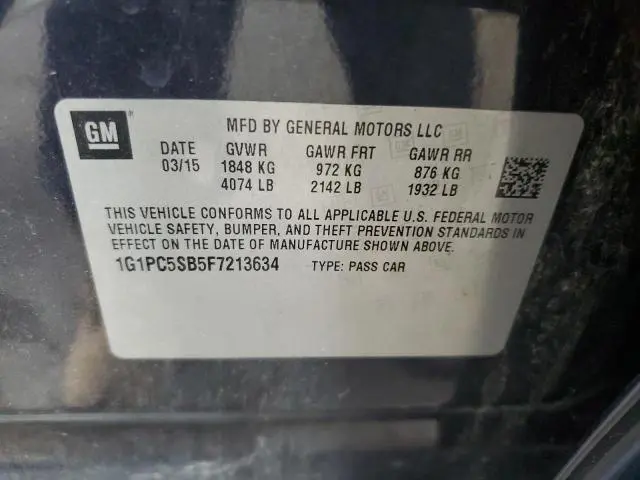 GM
MFD BY GENERAL MOTORS LLC
DATE GVWR GAWR FRT GAWR RR
03/15 1848 KG 972 KG 876 KG
4074 LB 2142 LB 1932 LB
THIS VEHICLE CONFORMS TO ALL APPLICABLE U.S. FEDERAL MOTOR
VEHICLE SAFETY, BUMPER, AND THEFT PREVENTION STANDARDS IN
EFFECT ON THE DATE OF MANUFACTURE SHOWN ABOVE.
1G1PC5SB5F7213634 TYPE: PASS CAR